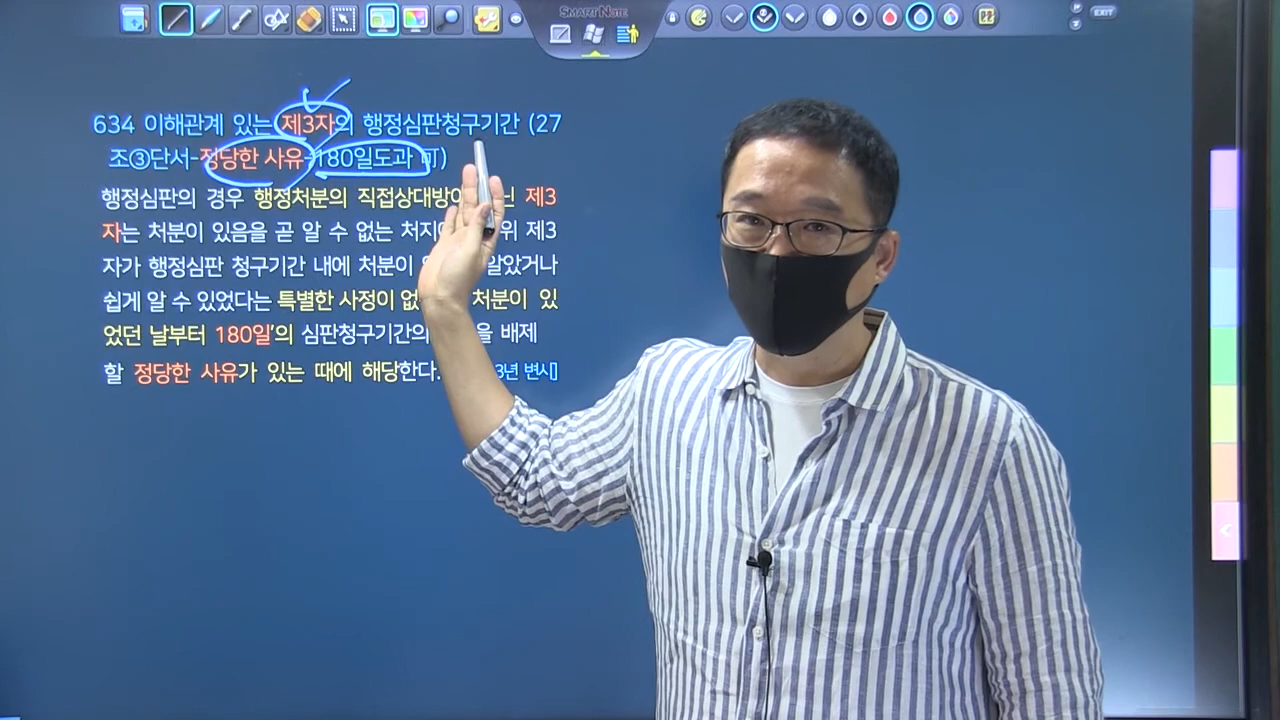 SMART NOTE
EXIT
634 이해관계 있는 제3자의 행정심판청구기간 (27
조③단서-정당한 사유-180일도과 可)
행정심판의 경우 행정처분의 직접상대방이 닌 제3
자는 처분이 있음을 곧 알 수 없는 처지에 위 제3
자가 행정심판 청구기간 내에 처분이 알았거나
쉽게 알 수 있었다는 특별한 사정이 없 처분이 있
었던 날부터 180일'의 심판청구기간의 을 배제
할 정당한 사유가 있는 때에 해당한다. 3년 변시]